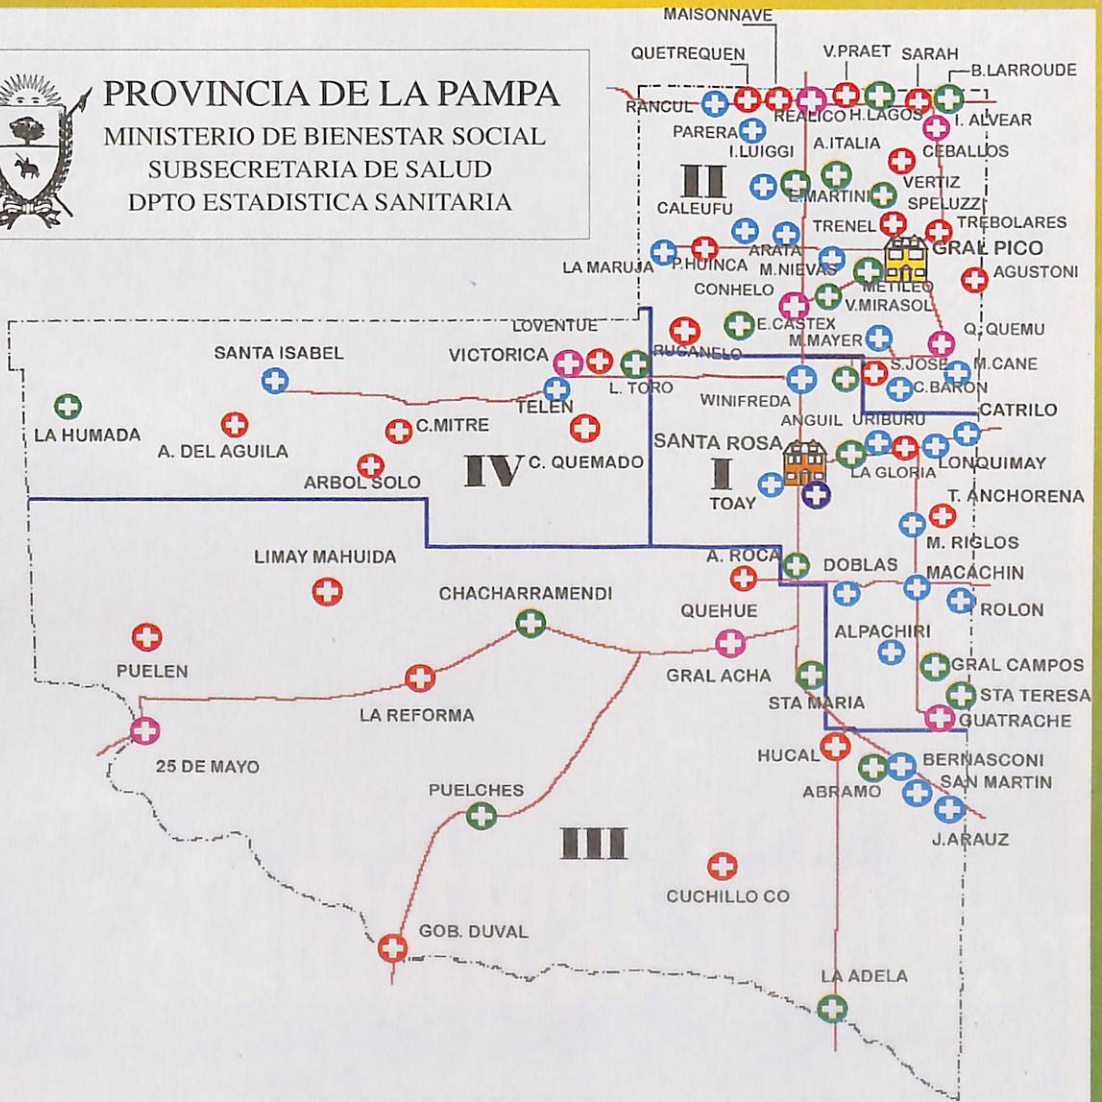 PROVINCIA DE LA PAMPA
MINISTERIO DE BIENESTAR SOCIAL
SUBSECRETARIA DE SALUD
DPTO ESTADISTICA SANITARIA
MAISONNAVE
QUETREQUEN
V.PRAET
SARAH
B.LARROUDE
RANCUL
REALICO
H.LAGOS
I. ALVEAR
PARERA
I.LUIGGI
A.ITALIA
CEBALLOS
II
VERTIZ
E.MARTINI
SPELUZZI
CALEUFU
TRENEL
TREBOLARES
ARATA
GRAL PICO
LA MARUJA
P.HUINCA
M.NIEVAS
AGUSTONI
METILEO
CONHELO
V.MIRASOL
LOVENTUE
E.CASTEX
Q. QUEMU
M.MAYER
SANTA ISABEL
VICTORICA
RUCANELO
S.JOSE
M.CANE
L. TORO
C.BARON
WINIFREDA
TELEN
CATRILO
LA HUMADA
C.MITRE
ANGUIL
URIBURU
A. DEL AGUILA
SANTA ROSA
IV
C. QUEMADO
I
LA GLORIA
LONQUIMAY
ARBOL SOLO
TOAY
T. ANCHORENA
M. RIGLOS
LIMAY MAHUIDA
A. ROCA
DOBLAS
MACACHIN
CHACHARRAMENDI
QUEHUE
ROLON
ALPACHIRI
PUELEN
GRAL ACHA
GRAL CAMPOS
STA TERESA
STA MARIA
LA REFORMA
GUATRACHE
HUCAL
BERNASCONI
25 DE MAYO
SAN MARTIN
PUELCHES
ABRAMO
J.ARAUZ
III
CUCHILLO CO
GOB. DUVAL
LA ADELA